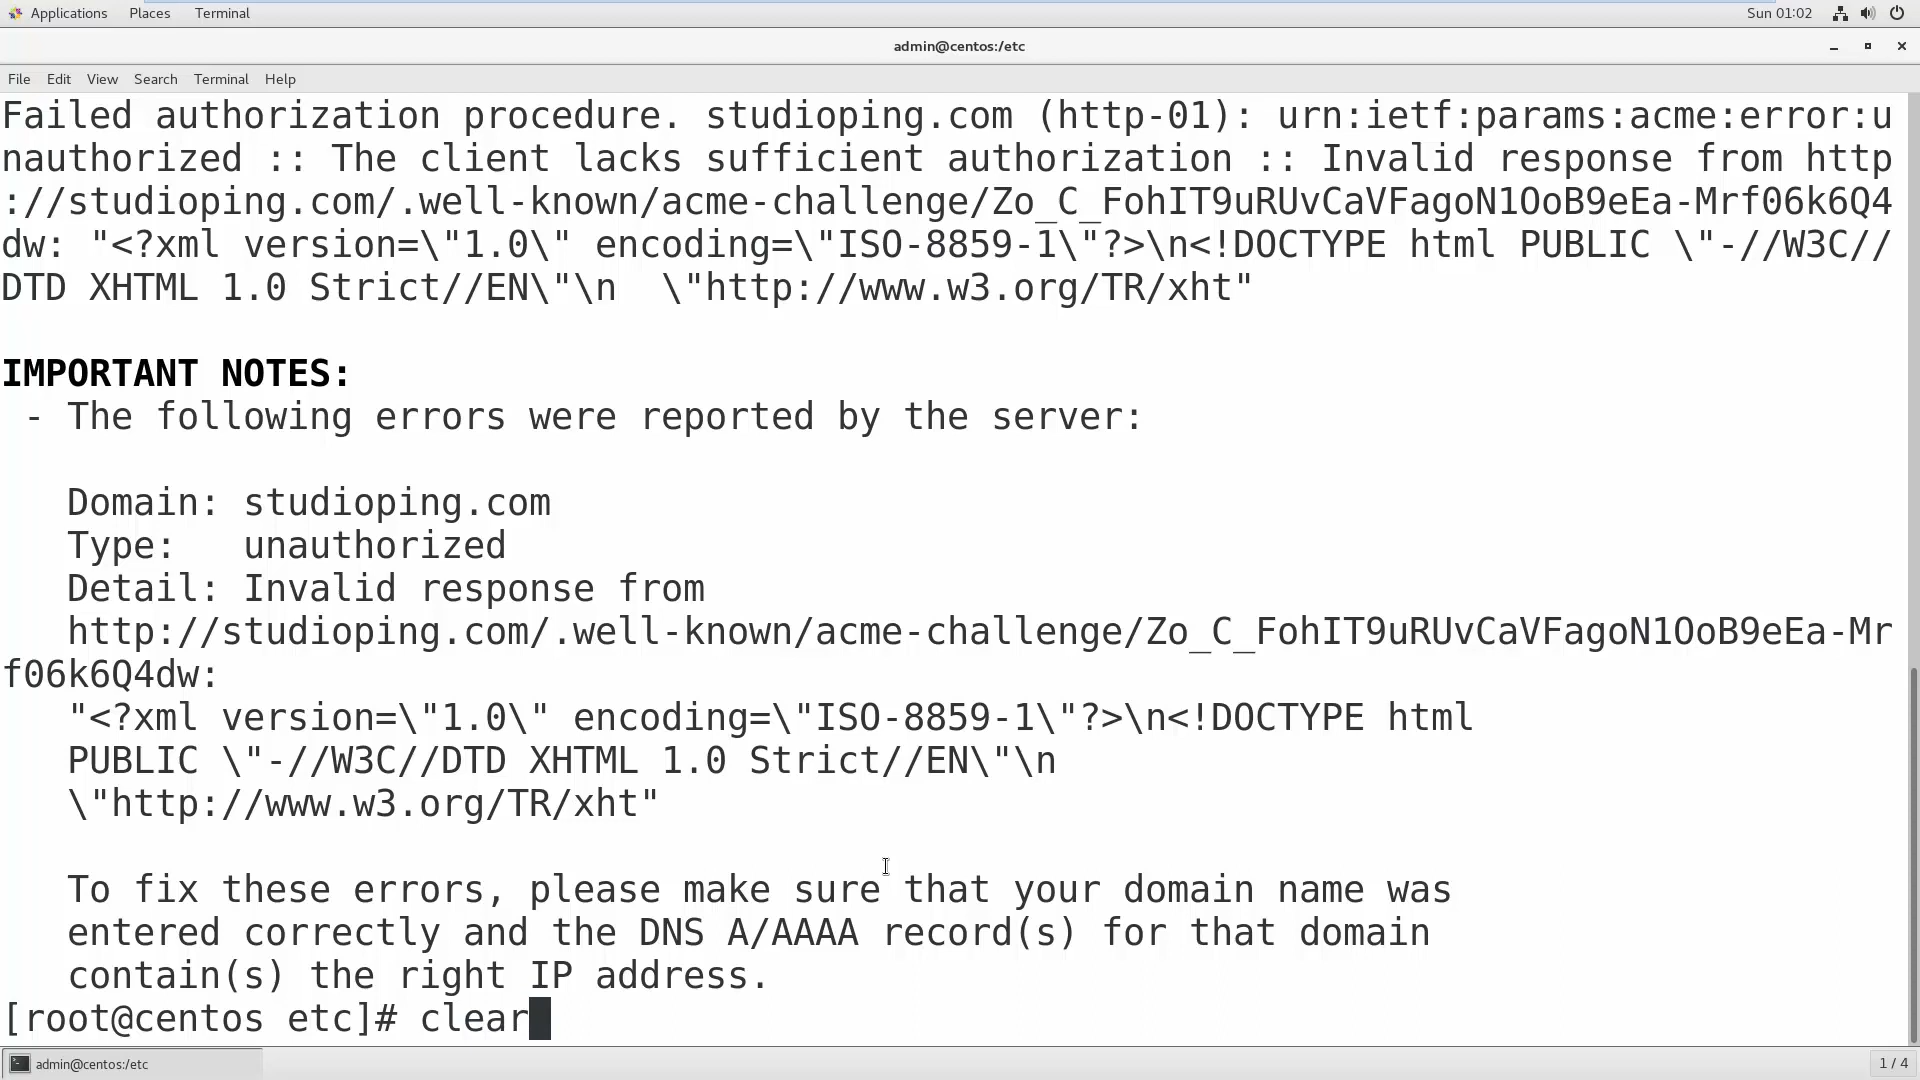 Applications Places Terminal Sun 01:02
admin@centos:/etc
File Edit View Search Terminal Help
Failed authorization procedure. studioping.com (http-01): urn:ietf:params:acme:error:u
nauthorized :: The client lacks sufficient authorization :: Invalid response from http
://studioping.com/.well-known/acme-challenge/Zo_C_FohIT9uRUvCaVFagoN1OoB9eEa-Mrf06k6Q4
dw: "<?xml version=\"1.0\" encoding=\"ISO-8859-1\"?>\n<!DOCTYPE html PUBLIC \"-//W3C//
DTD XHTML 1.0 Strict//EN\"\n  \"http://www.w3.org/TR/xht"
IMPORTANT NOTES:
- The following errors were reported by the server:
Domain: studioping.com
Type:   unauthorized
Detail: Invalid response from
http://studioping.com/.well-known/acme-challenge/Zo_C_FohIT9uRUvCaVFagoN1OoB9eEa-Mr
f06k6Q4dw:
"<?xml version=\"1.0\" encoding=\"ISO-8859-1\"?>\n<!DOCTYPE html
PUBLIC \"-//W3C//DTD XHTML 1.0 Strict//EN\"\n
\"http://www.w3.org/TR/xht"
To fix these errors, please make sure that your domain name was
entered correctly and the DNS A/AAAA record(s) for that domain
contain(s) the right IP address.
[root@centos etc]# clear
admin@centos:/etc 1 / 4